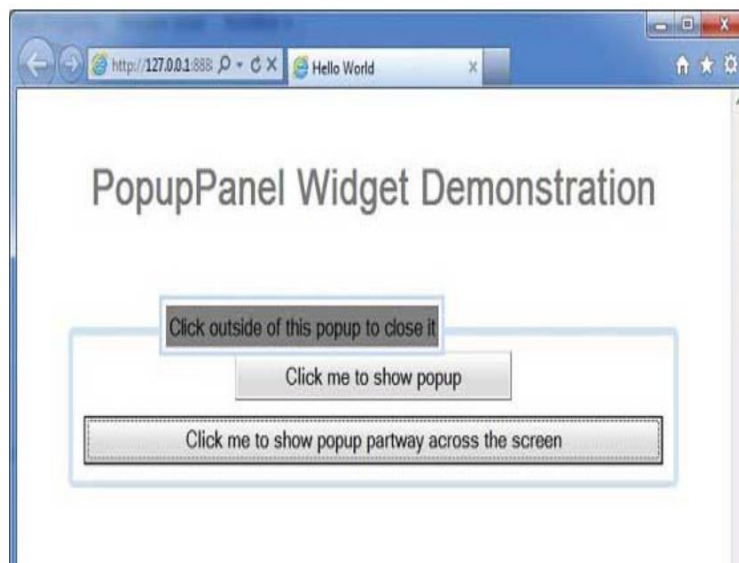 http://127.0.0.1:888
Hello World
PopupPanel Widget Demonstration
Click outside of this popup to close it
Click me to show popup
Click me to show popup partway across the screen